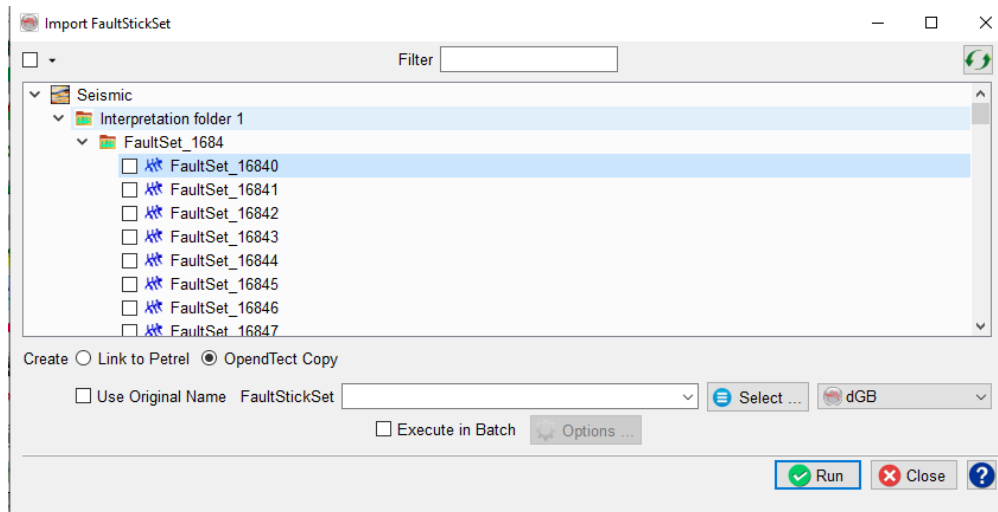 Import FaultStickSet
Filter
Seismic
Interpretation folder 1
FaultSet_1684
FaultSet_16840
FaultSet_16841
FaultSet_16842
FaultSet_16843
FaultSet_16844
FaultSet_16845
FaultSet_16846
FaultSet_16847
Create Link to Petrel OpendTect Copy
Use Original Name FaultStickSet Select ... dGB
Execute in Batch Options ...
Run Close ?